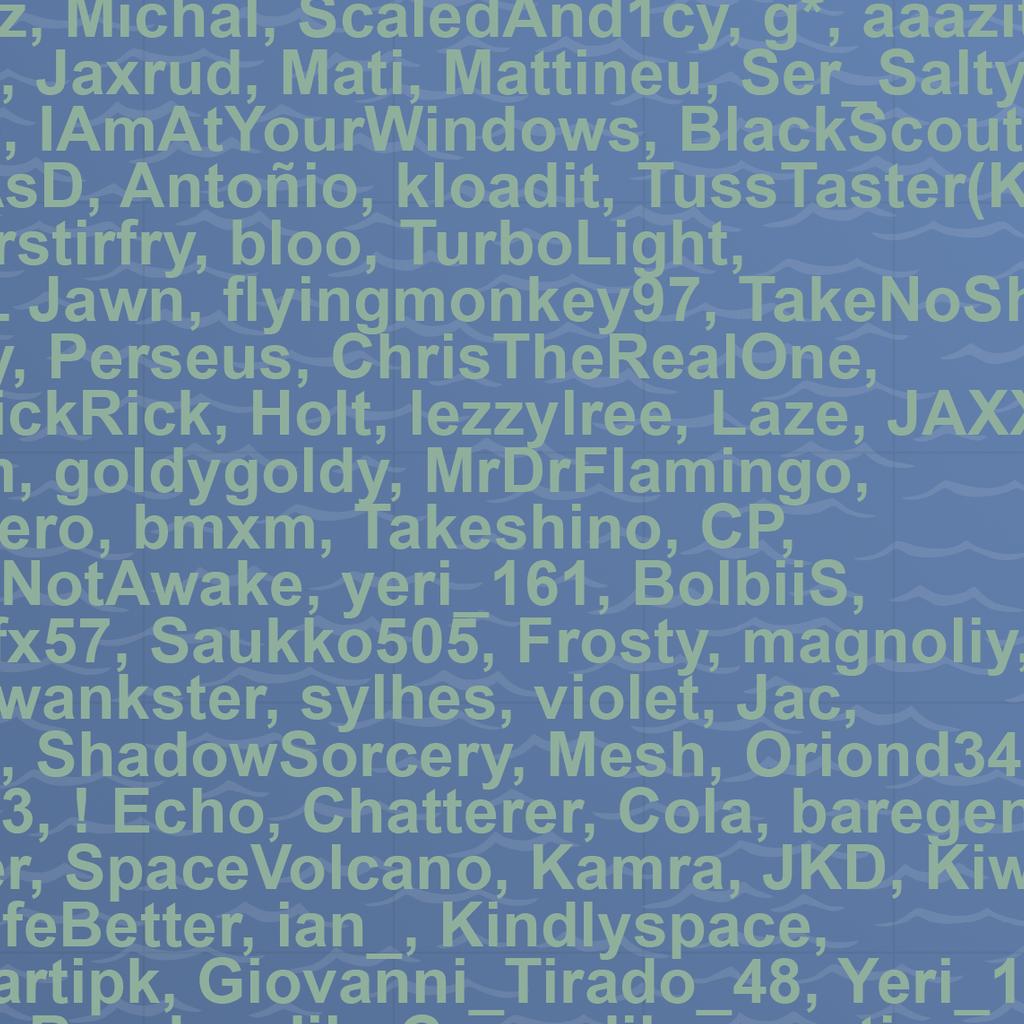 z, Michal, ScaledAnd1cy, g*, aaazit
, Jaxrud, Mati, Mattineu, Ser_Salty
, IAmAtYourWindows, BlackScout
sD, Antoñio, kloadit, TussTaster(K
rstirfry, bloo, TurboLight,
Jawn, flyingmonkey97, TakeNoSh
y, Perseus, ChrisTheRealOne,
ickRick, Holt, lezzylree, Laze, JAXX
, goldygoldy, MrDrFlamingo,
ero, bmxm, Takeshino, CP,
NotAwake, yeri_161, BolbiiS,
fx57, Saukko505, Frosty, magnoliy,
wankster, sylhes, violet, Jac,
, ShadowSorcery, Mesh, Oriond34
3, ! Echo, Chatterer, Cola, baregen
er, SpaceVolcano, Kamra, JKD, Kiw
feBetter, ian_, Kindlyspace,
artipk, Giovanni_Tirado_48, Yeri_1